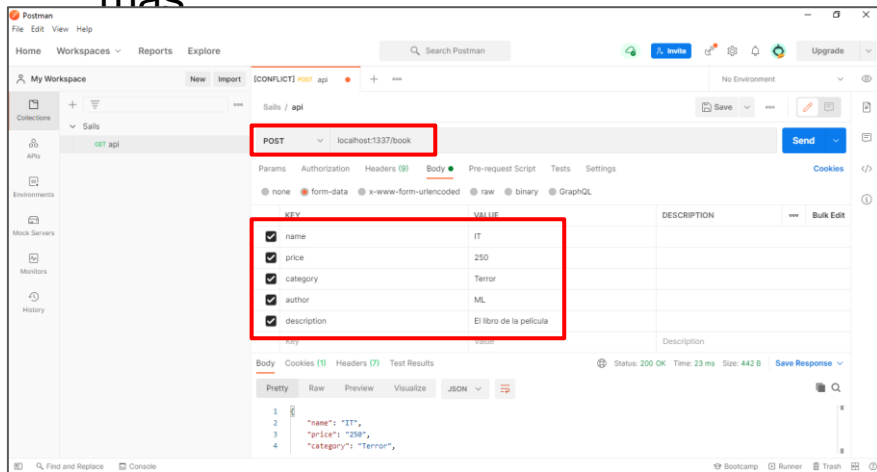 mas
Postman
File Edit View Help
Home Workspaces Reports Explore Search Postman Invite Upgrade
My Workspace New Import [CONFLICT] POST api + ooo No Environment
Collections
APIs
Environments
Mock Servers
Monitors
History
Sails
GET api
Sails / api Save ooo
POST localhost:1337/book Send
Params Authorization Headers (9) Body Pre-request Script Tests Settings Cookies
none form-data x-www-form-urlencoded raw binary GraphQL
KEY VALUE DESCRIPTION ooo Bulk Edit
name IT
price 250
category Terror
author ML
description El libro de la pelicula
Key Value Description
Body Cookies (1) Headers (7) Test Results Status: 200 OK Time: 23 ms Size: 442 B Save Response
Pretty Raw Preview Visualize JSON
1 {
2 "name": "IT",
3 "price": "250",
4 "category": "Terror",
Find and Replace Console Bootcamp Runner Trash